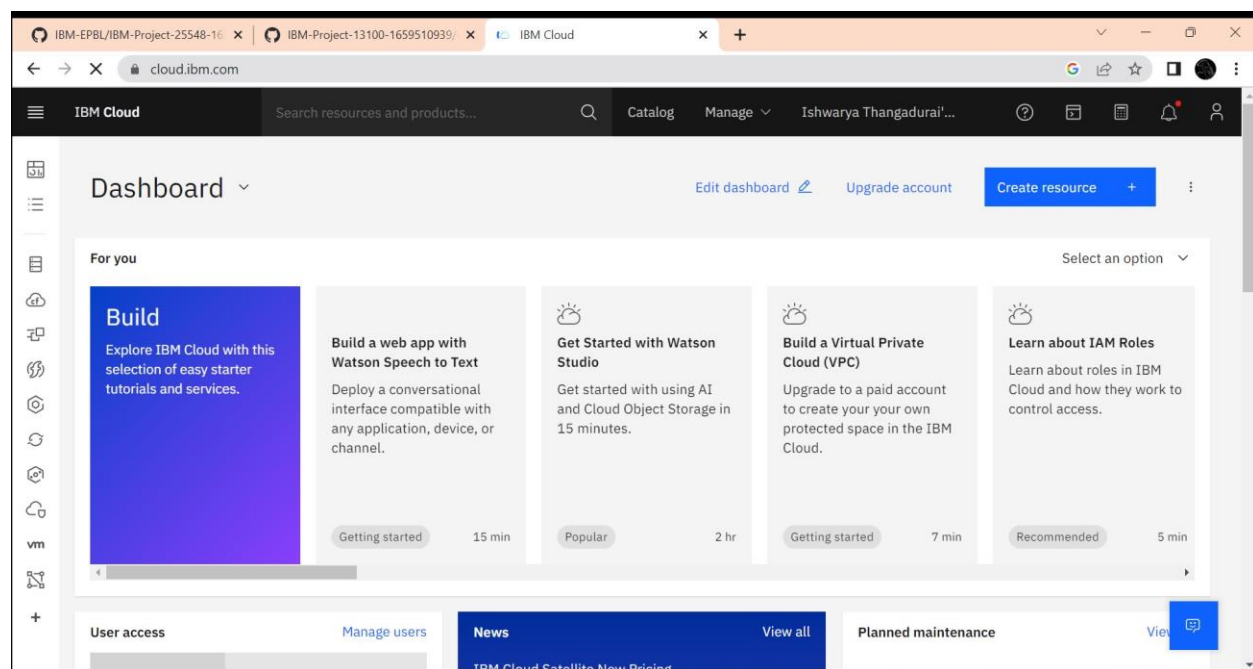 IBM-EPBL/IBM-Project-25548-16
IBM-Project-13100-1659510939/
IBM Cloud
cloud.ibm.com
IBM Cloud
Search resources and products...
Catalog
Manage
Ishwarya Thangadurai'...
Dashboard
Edit dashboard
Upgrade account
Create resource +
For you
Select an option
Build
Explore IBM Cloud with this
selection of easy starter
tutorials and services.
Build a web app with
Watson Speech to Text
Deploy a conversational
interface compatible with
any application, device, or
channel.
Getting started
15 min
Get Started with Watson
Studio
Get started with using AI
and Cloud Object Storage in
15 minutes.
Popular
2 hr
Build a Virtual Private
Cloud (VPC)
Upgrade to a paid account
to create your your own
protected space in the IBM
Cloud.
Getting started
7 min
Learn about IAM Roles
Learn about roles in IBM
Cloud and how they work to
control access.
Recommended
5 min
vm
User access
Manage users
News
View all
IBM Cloud Satellite New Pricing
Planned maintenance